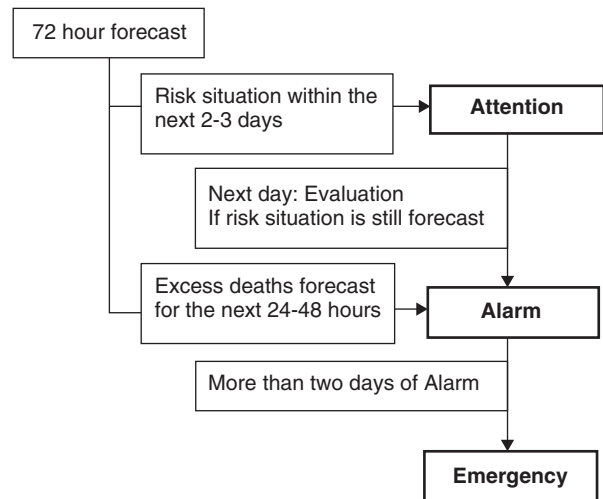 72 hour forecast
Risk situation within the
next 2-3 days
Attention
Next day: Evaluation
If risk situation is still forecast
Excess deaths forecast
for the next 24-48 hours
Alarm
More than two days of Alarm
Emergency